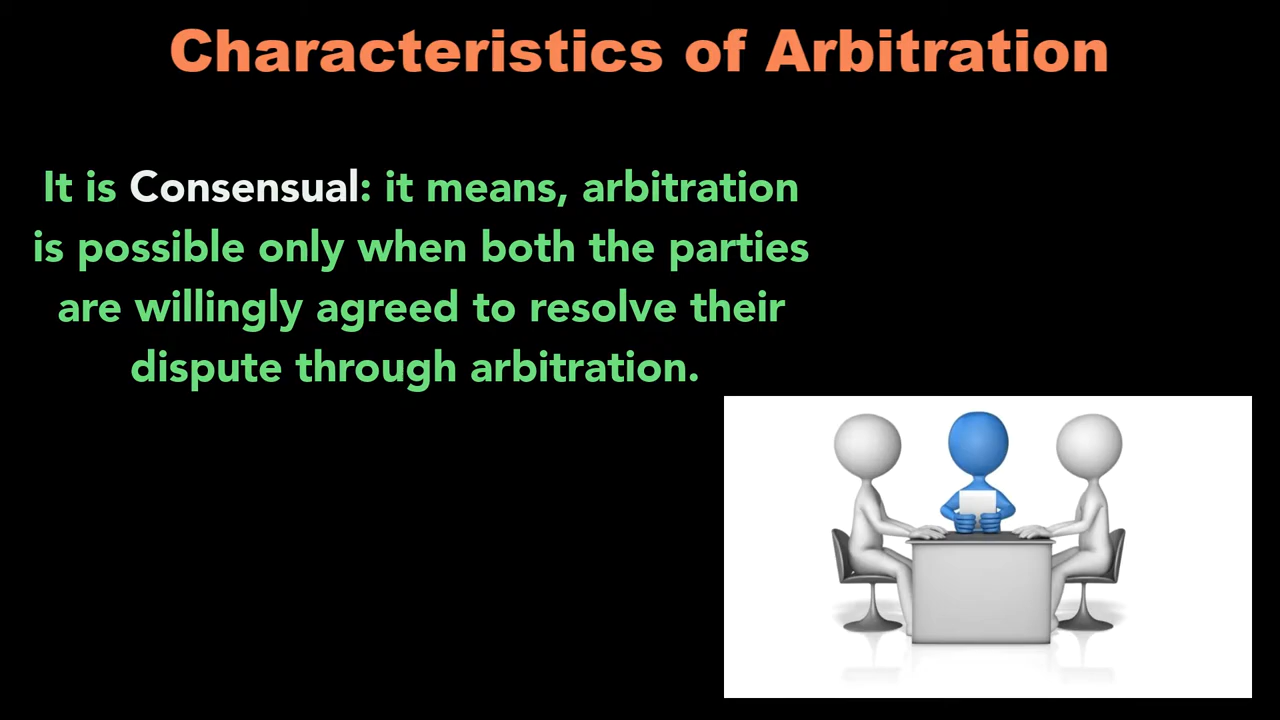 Characteristics of Arbitration
It is Consensual: it means, arbitration
is possible only when both the parties
are willingly agreed to resolve their
dispute through arbitration.